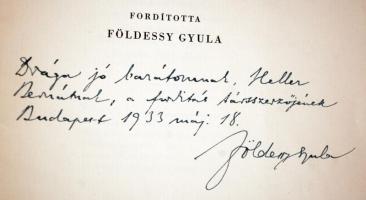 FORDÍTOTTA
FÖLDESSY GYULA
Drága jó barátomnak, Heller
Bernátnak, a fordítás társszerzőjének
Budapest 1933 máj. 18.
Földessy Gyula